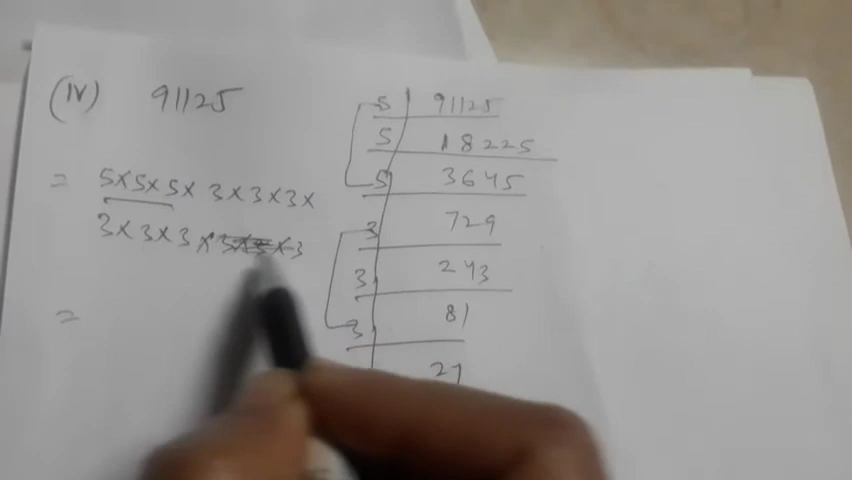 (IV) 91125
= 5×5×5× 3×3×3×
3×3×3
=
5 | 91125
5 | 18225
5 | 3645
3 | 729
3 | 243
3 | 81
27